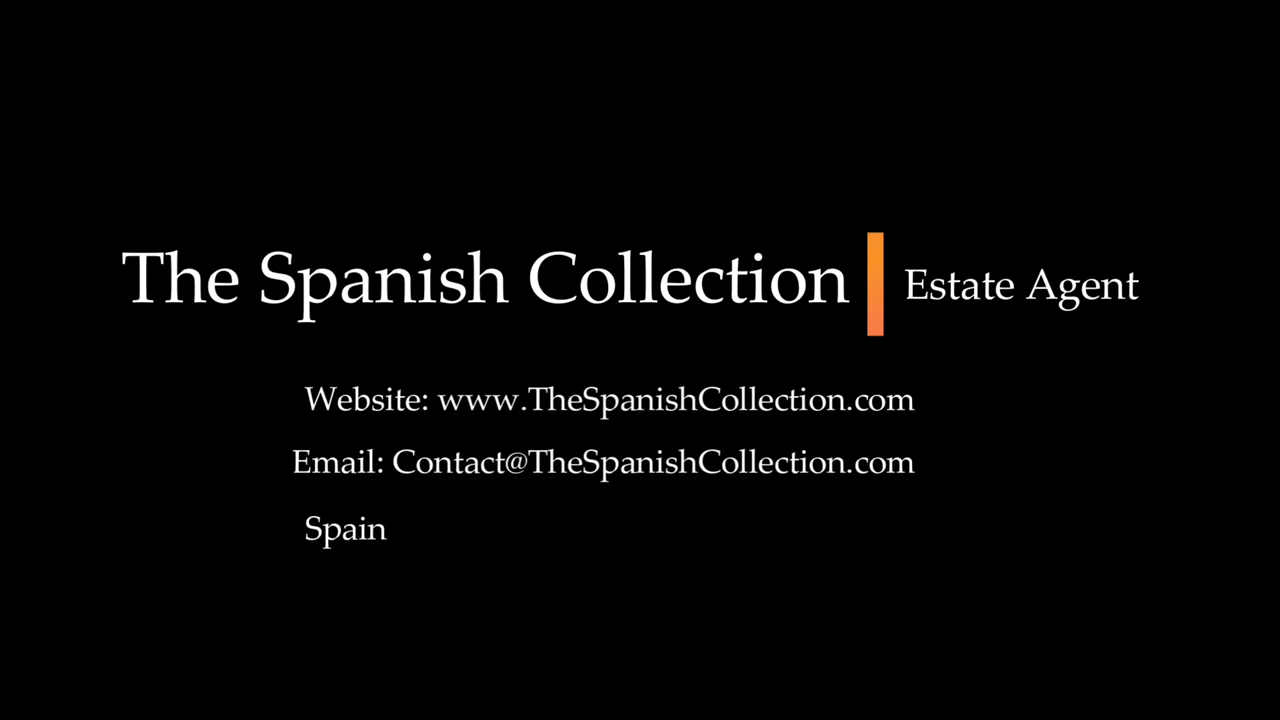 The Spanish Collection Estate Agent
Website: www.TheSpanishCollection.com
Email: Contact@TheSpanishCollection.com
Spain